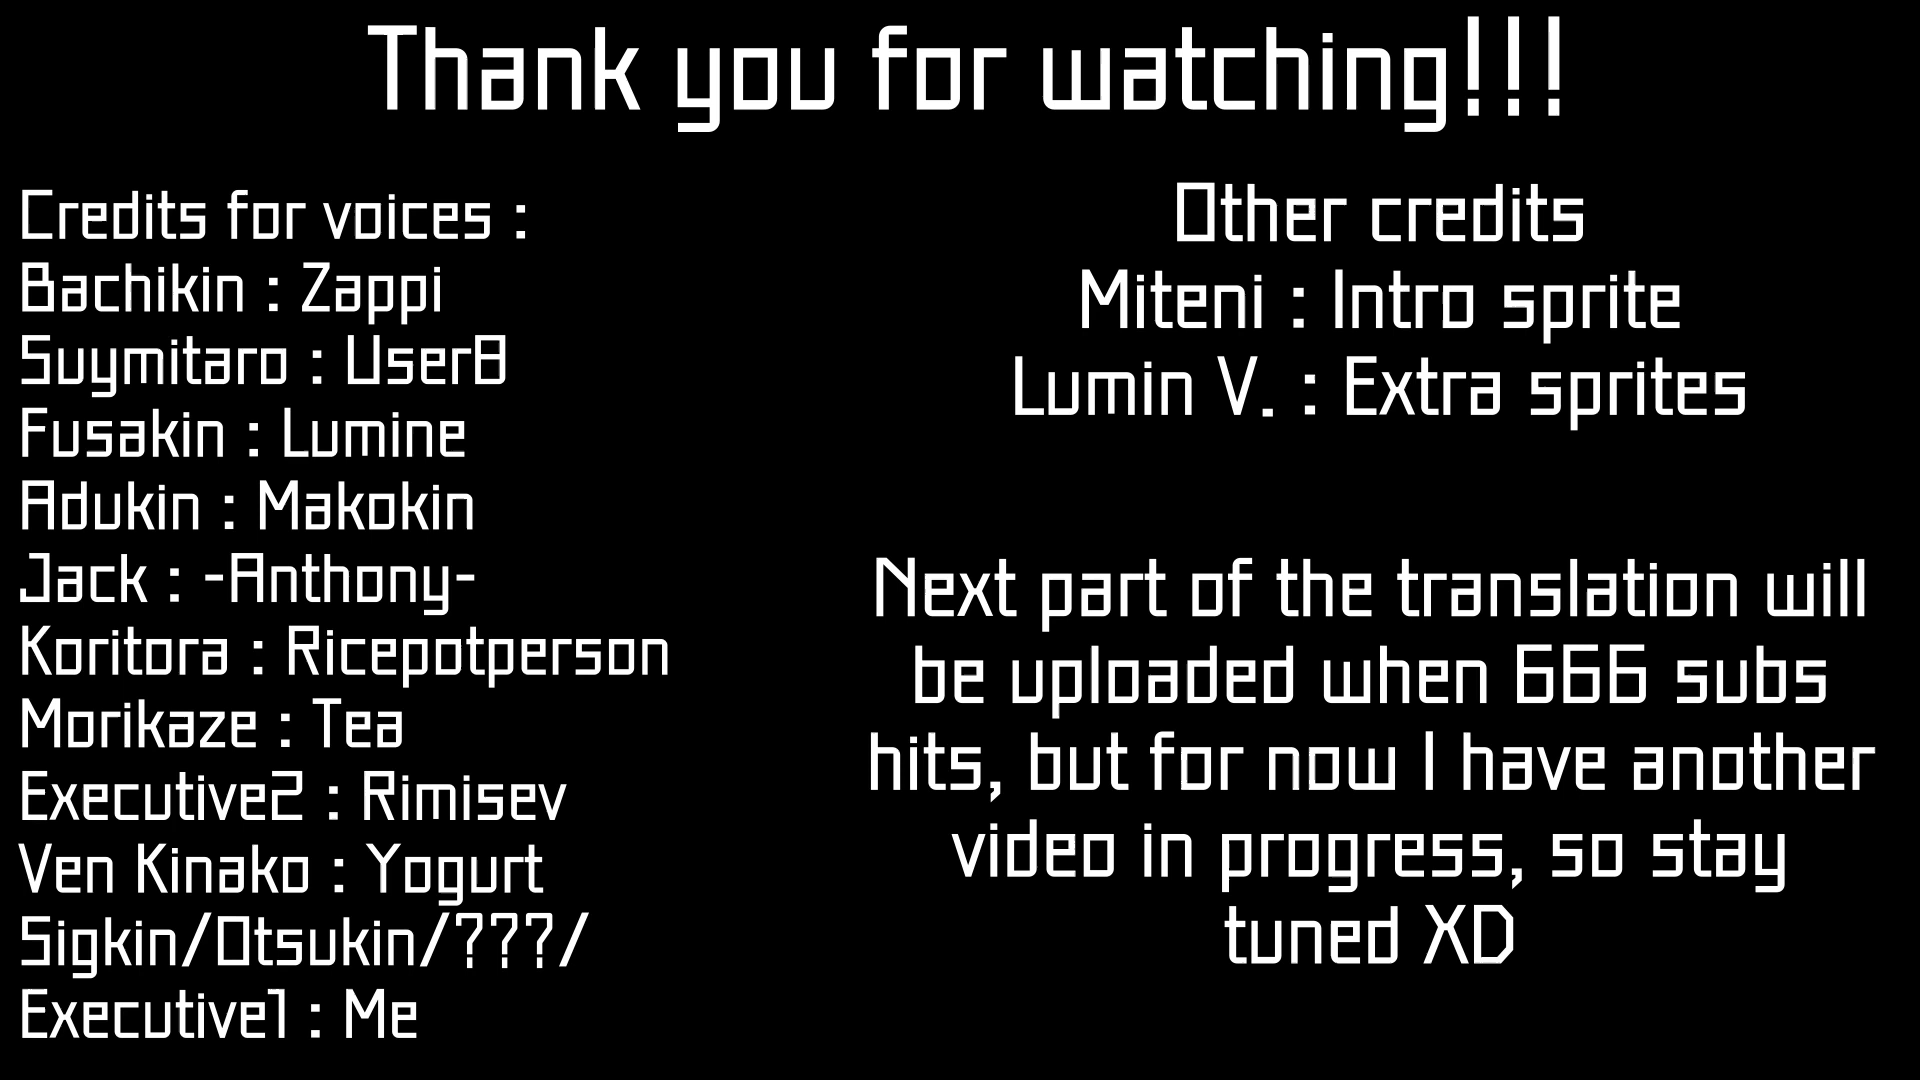 Thank you for watching!!!
Credits for voices :
Bachikin : Zappi
Suymitaro : User8
Fusakin : Lumine
Adukin : Makokin
Jack : -Anthony-
Koritora : Ricepotperson
Morikaze : Tea
Executive2 : Rimisev
Ven Kinako : Yogurt
Sigkin/Otsukin/???/
Executive1 : Me
Other credits
Miteni : Intro sprite
Lumin V. : Extra sprites
Next part of the translation will
be uploaded when 666 subs
hits, but for now I have another
video in progress, so stay
tuned XD